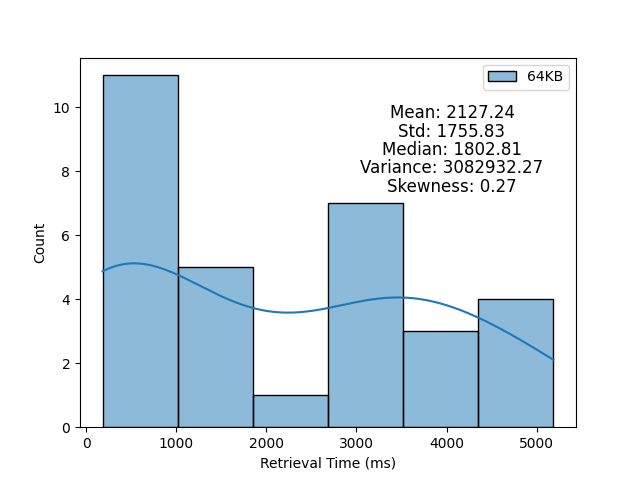 64KB
Mean: 2127.24
Std: 1755.83
Median: 1802.81
Variance: 3082932.27
Skewness: 0.27
10
8
6
4
2
0
Count
0 1000 2000 3000 4000 5000
Retrieval Time (ms)